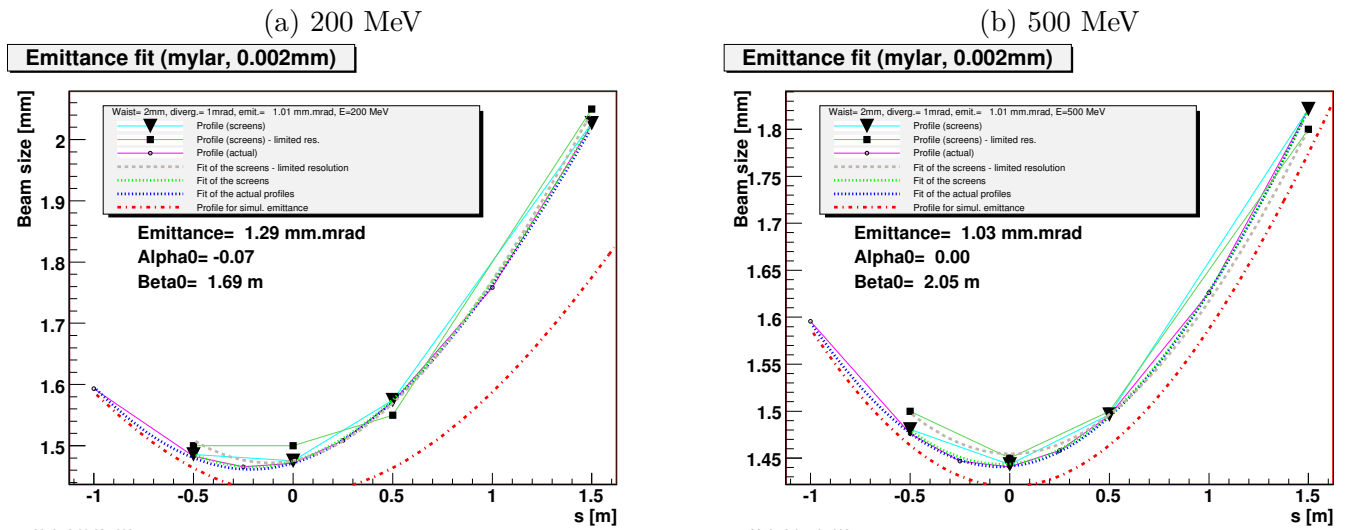 (a) 200 MeV
Emittance fit (mylar, 0.002mm)
Beam size [mm]
Waist= 2mm, diverg.= 1mrad, emit.= 1.01 mm.mrad, E=200 MeV
Profile (screens)
Profile (screens) - limited res.
Profile (actual)
Fit of the screens - limited resolution
Fit of the screens
Fit of the actual profiles
Profile for simul. emittance
Emittance= 1.29 mm.mrad
Alpha0= -0.07
Beta0= 1.69 m
2
1.9
1.8
1.7
1.6
1.5
-1 -0.5 0 0.5 1 1.5
s [m]
(b) 500 MeV
Emittance fit (mylar, 0.002mm)
Beam size [mm]
Waist= 2mm, diverg.= 1mrad, emit.= 1.01 mm.mrad, E=500 MeV
Profile (screens)
Profile (screens) - limited res.
Profile (actual)
Fit of the screens - limited resolution
Fit of the screens
Fit of the actual profiles
Profile for simul. emittance
Emittance= 1.03 mm.mrad
Alpha0= 0.00
Beta0= 2.05 m
1.8
1.75
1.7
1.65
1.6
1.55
1.5
1.45
-1 -0.5 0 0.5 1 1.5
s [m]